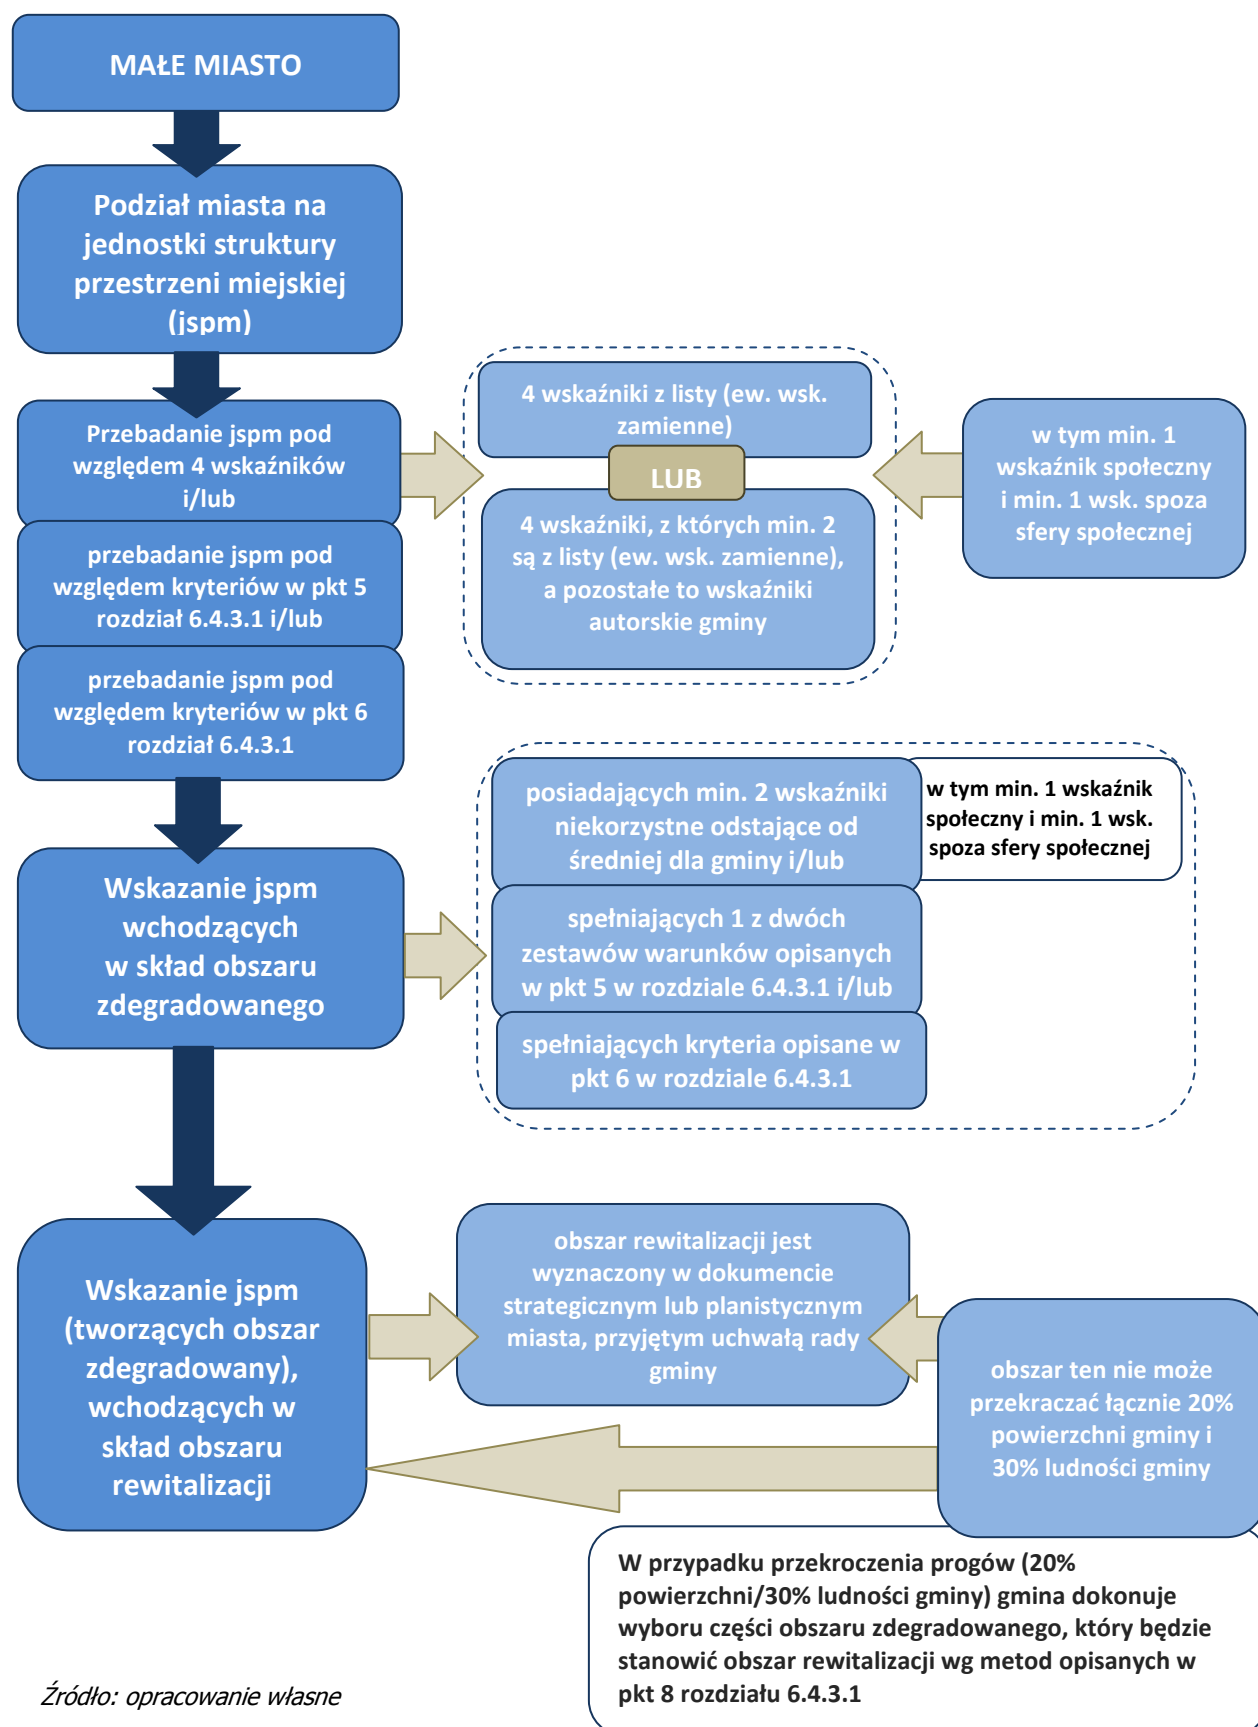 MAŁE MIASTO
Podział miasta na
jednostki struktury
przestrzeni miejskiej
(jspm)
Przebadanie jspm pod
względem 4 wskaźników
i/lub
przebadanie jspm pod
względem kryteriów w pkt 5
rozdział 6.4.3.1 i/lub
przebadanie jspm pod
względem kryteriów w pkt 6
rozdział 6.4.3.1
4 wskaźniki z listy (ew. wsk.
zamienne)
LUB
4 wskaźniki, z których min. 2
są z listy (ew. wsk. zamienne),
a pozostałe to wskaźniki
autorskie gminy
w tym min. 1
wskaźnik społeczny
i min. 1 wsk. spoza
sfery społecznej
Wskazanie jspm
wchodzących
w skład obszaru
zdegradowanego
posiadających min. 2 wskaźniki
niekorzystne odstające od
średniej dla gminy i/lub
w tym min. 1 wskaźnik
społeczny i min. 1 wsk.
spoza sfery społecznej
spełniających 1 z dwóch
zestawów warunków opisanych
w pkt 5 w rozdziale 6.4.3.1 i/lub
spełniających kryteria opisane w
pkt 6 w rozdziale 6.4.3.1
Wskazanie jspm
(tworzących obszar
zdegradowany),
wchodzących w
skład obszaru
rewitalizacji
obszar rewitalizacji jest
wyznaczony w dokumencie
strategicznym lub planistycznym
miasta, przyjętym uchwałą rady
gminy
obszar ten nie może
przekraczać łącznie 20%
powierzchni gminy i
30% ludności gminy
W przypadku przekroczenia progów (20%
powierzchni/30% ludności gminy) gmina dokonuje
wyboru części obszaru zdegradowanego, który będzie
stanowić obszar rewitalizacji wg metod opisanych w
pkt 8 rozdziału 6.4.3.1
Źródło: opracowanie własne